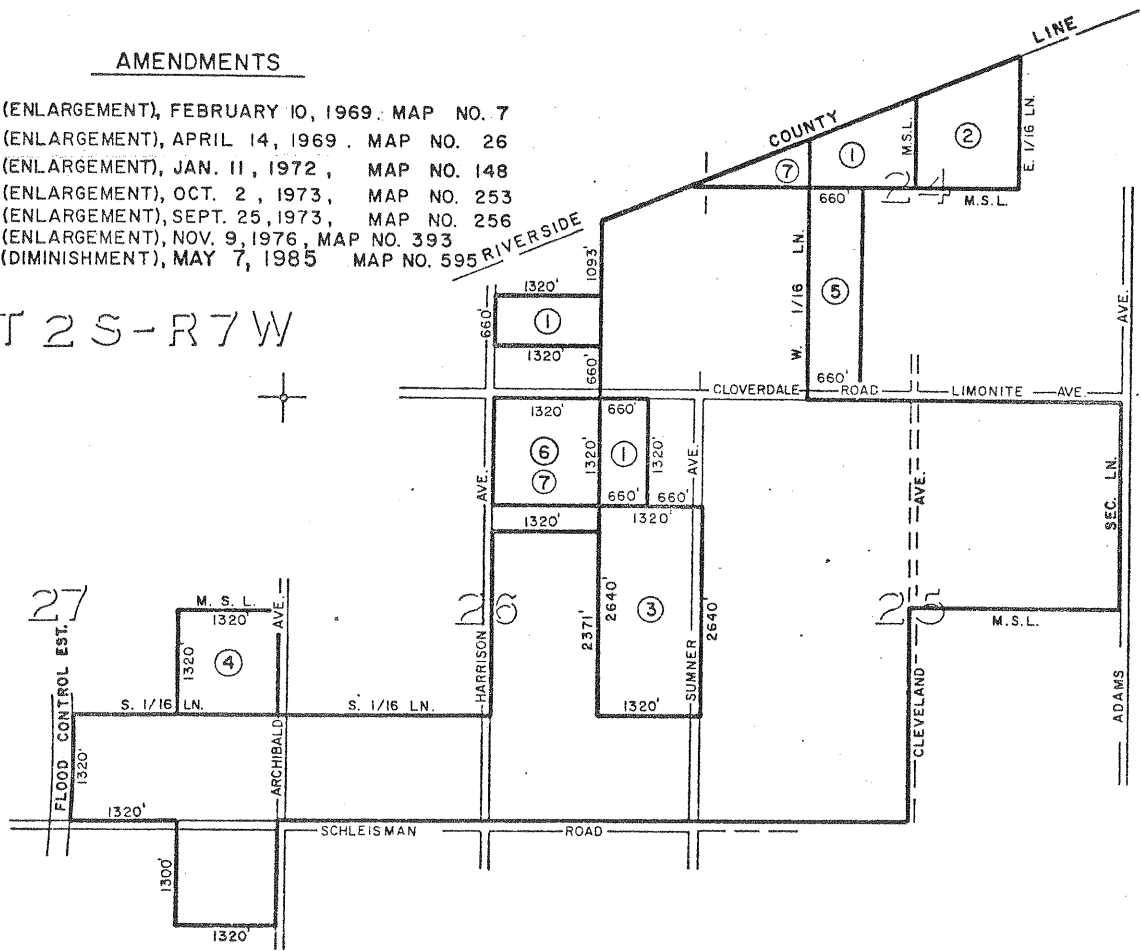 AMENDMENTS
(ENLARGEMENT), FEBRUARY 10, 1969. MAP NO. 7
(ENLARGEMENT), APRIL 14, 1969. MAP NO. 26
(ENLARGEMENT), JAN. 11, 1972, MAP NO. 148
(ENLARGEMENT), OCT. 2, 1973, MAP NO. 253
(ENLARGEMENT), SEPT. 25, 1973, MAP NO. 256
(ENLARGEMENT), NOV. 9, 1976, MAP NO. 393
(DIMINISHMENT), MAY 7, 1985 MAP NO. 595
T2S-R7W
RIVERSIDE
COUNTY
LINE
7
1
M.S.L.
2
E. 1/16 LN.
24
M.S.L.
660'
W. 1/16 LN.
5
660'
1093'
1320'
660'
1
1320'
660'
CLOVERDALE ROAD
LIMONITE AVE.
AVE.
1320'
660'
6
7
1320'
1
1320'
660'
660'
AVE.
AVE.
AVE.
SEC. LN.
1320'
1320'
27
M. S. L.
1320'
AVE.
26
HARRISON
2371'
2640'
3
SUMNER
2640'
25
M.S.L.
FLOOD CONTROL EST.
1320'
4
S. 1/16 LN.
S. 1/16 LN.
1320'
CLEVELAND
ADAMS
1320'
ARCHIBALD
1320'
SCHLEISMAN ROAD
1300'
1320'